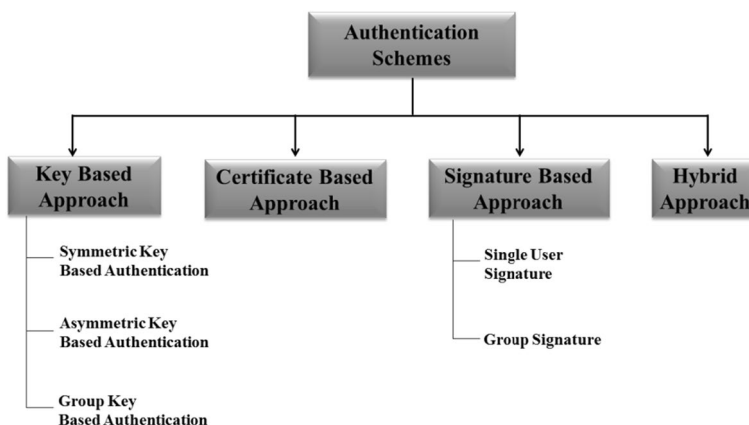 Authentication
Schemes
Key Based
Approach
Certificate Based
Approach
Signature Based
Approach
Hybrid
Approach
Symmetric Key
Based Authentication
Asymmetric Key
Based Authentication
Group Key
Based Authentication
Single User
Signature
Group Signature